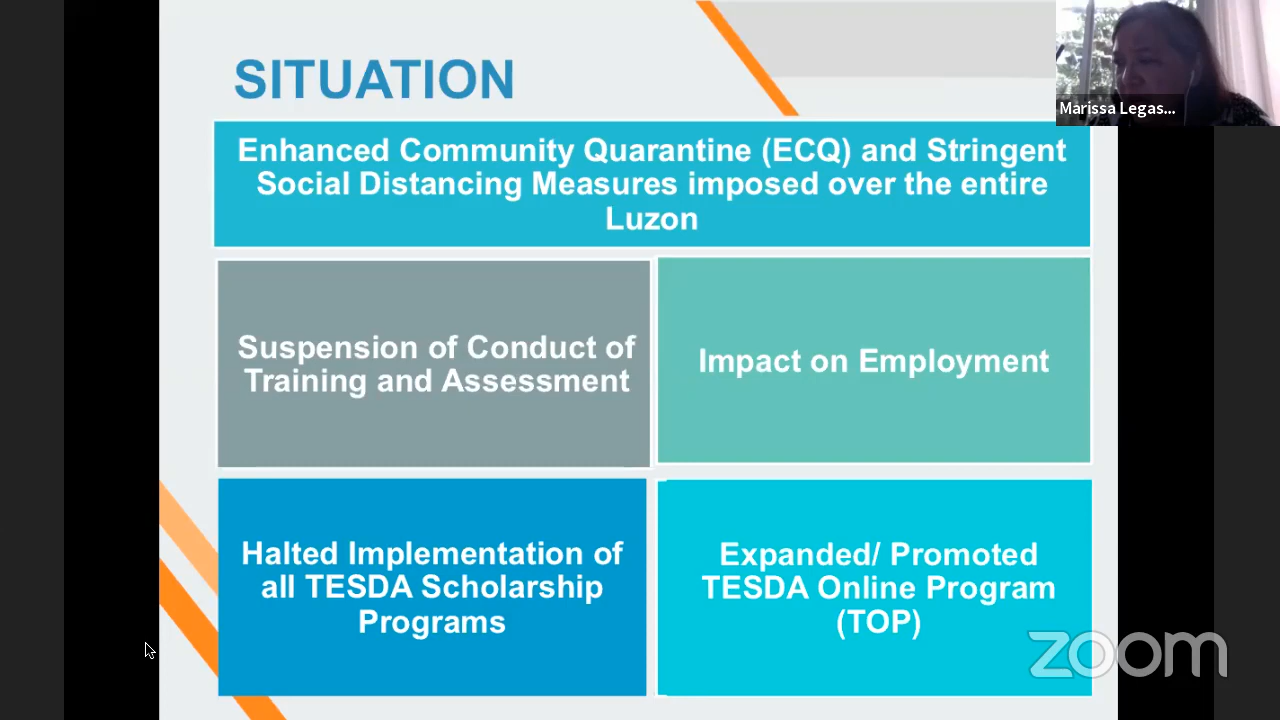 SITUATION
Marissa Legas...
Enhanced Community Quarantine (ECQ) and Stringent
Social Distancing Measures imposed over the entire
Luzon
Suspension of Conduct of
Training and Assessment
Impact on Employment
Halted Implementation of
all TESDA Scholarship
Programs
Expanded/ Promoted
TESDA Online Program
(TOP)
zoom